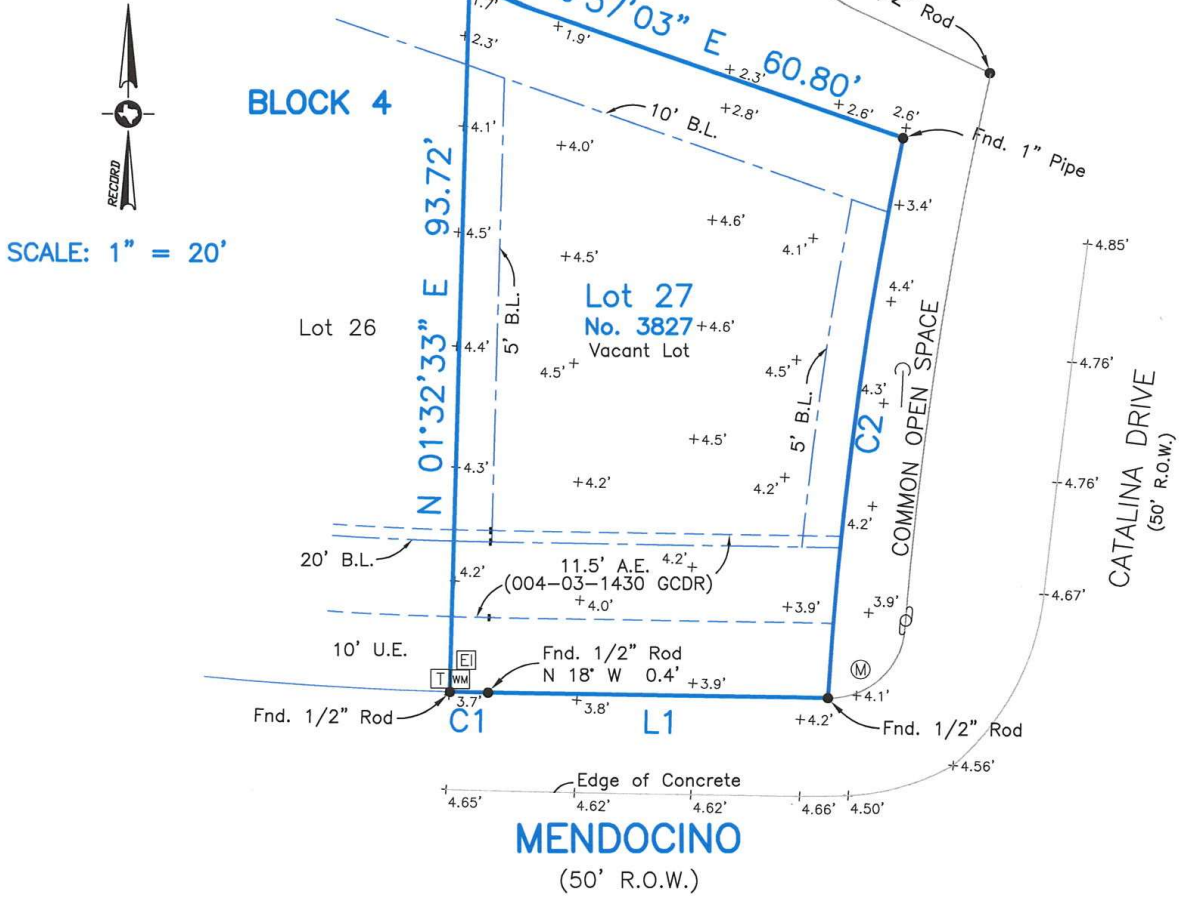 1.7'
2" Rod
37'03" E 60.80'
+2.3'
+1.9'
+2.3'
+2.8'
+2.6'
2.6'
+
BLOCK 4
10' B.L.
Fnd. 1" Pipe
RECORD
+4.1'
+4.0'
+3.4'
SCALE: 1" = 20'
N 01°32'33" E 93.72'
+4.5'
+4.5'
+4.6'
4.1'+
+4.85'
5' B.L.
Lot 27
No. 3827
Vacant Lot
+4.6'
4.4'
+
Lot 26
+4.4'
4.5'+
4.5'+
+4.76'
5' B.L.
4.3'
+
C2
COMMON OPEN SPACE
CATALINA DRIVE
(50' R.O.W.)
+4.3'
+4.5'
+4.2'
4.2'+
+4.76'
4.2'
+
20' B.L.
11.5' A.E.
(004-03-1430 GCDR)
4.2'+
+4.2'
+4.0'
+3.9'
+3.9'
+4.67'
10' U.E.
EI
T
WM
Fnd. 1/2" Rod
N 18° W 0.4'
+3.9'
M
Fnd. 1/2" Rod
3.7'
C1
+3.8'
L1
+4.2'
+4.1'
Fnd. 1/2" Rod
+4.56'
Edge of Concrete
4.65'
4.62'
4.62'
4.66'
4.50'
MENDOCINO
(50' R.O.W.)